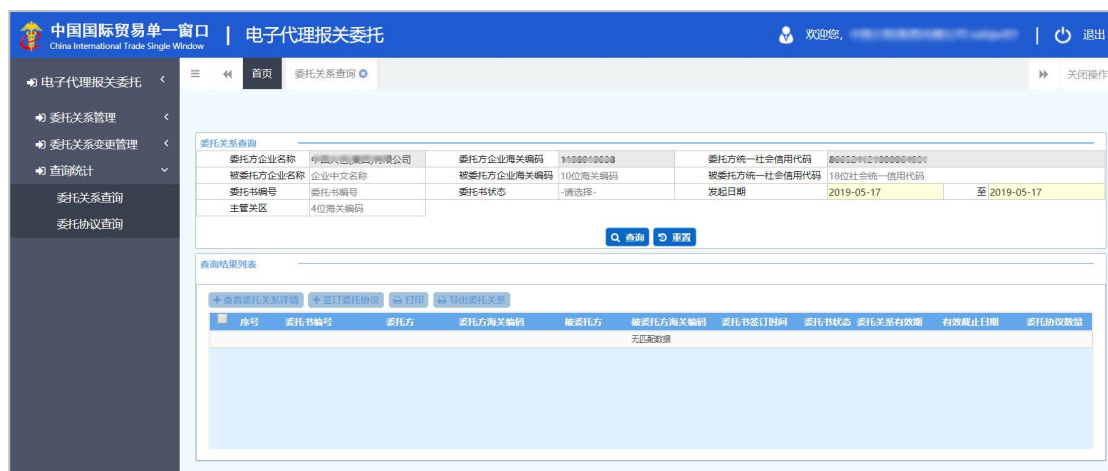 中国国际贸易单一窗口 | 电子代理报关委托 欢迎您, | 退出
China International Trade Single Window
电子代理报关委托 首页 委托关系查询 关闭操作
委托关系管理
委托关系变更管理
查询统计
委托关系查询
委托协议查询
委托关系查询
委托方企业名称 公司 委托方企业海关编码 委托方统一社会信用代码
被委托方企业名称 企业中文名称 被委托方企业海关编码 10位海关编码 被委托方统一社会信用代码 18位社会统一信用代码
委托书编号 委托书编号 委托书状态 -请选择- 发起日期 2019-05-17 至 2019-05-17
主管关区 4位海关编码
查询 重置
查询结果列表
查看委托关系详情 签订委托协议 打印 导出委托关系
序号 委托书编号 委托方 委托方海关编码 被委托方 被委托方海关编码 委托书签订时间 委托书状态 委托关系有效期 有效截止日期 委托协议数量
无匹配数据